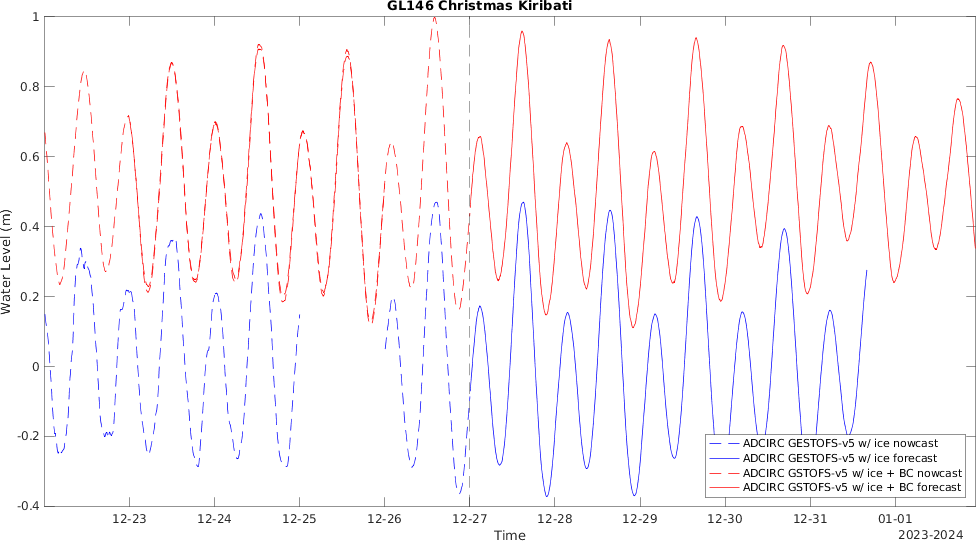 GL146 Christmas Kiribati
Water Level (m)
1
0.8
0.6
0.4
0.2
0
-0.2
-0.4
ADCIRC GESTOFS-v5 w/ ice nowcast
ADCIRC GESTOFS-v5 w/ ice forecast
ADCIRC GSTOFS-v5 w/ ice + BC nowcast
ADCIRC GSTOFS-v5 w/ ice + BC forecast
12-23 12-24 12-25 12-26 12-27 12-28 12-29 12-30 12-31 01-01
Time
2023-2024